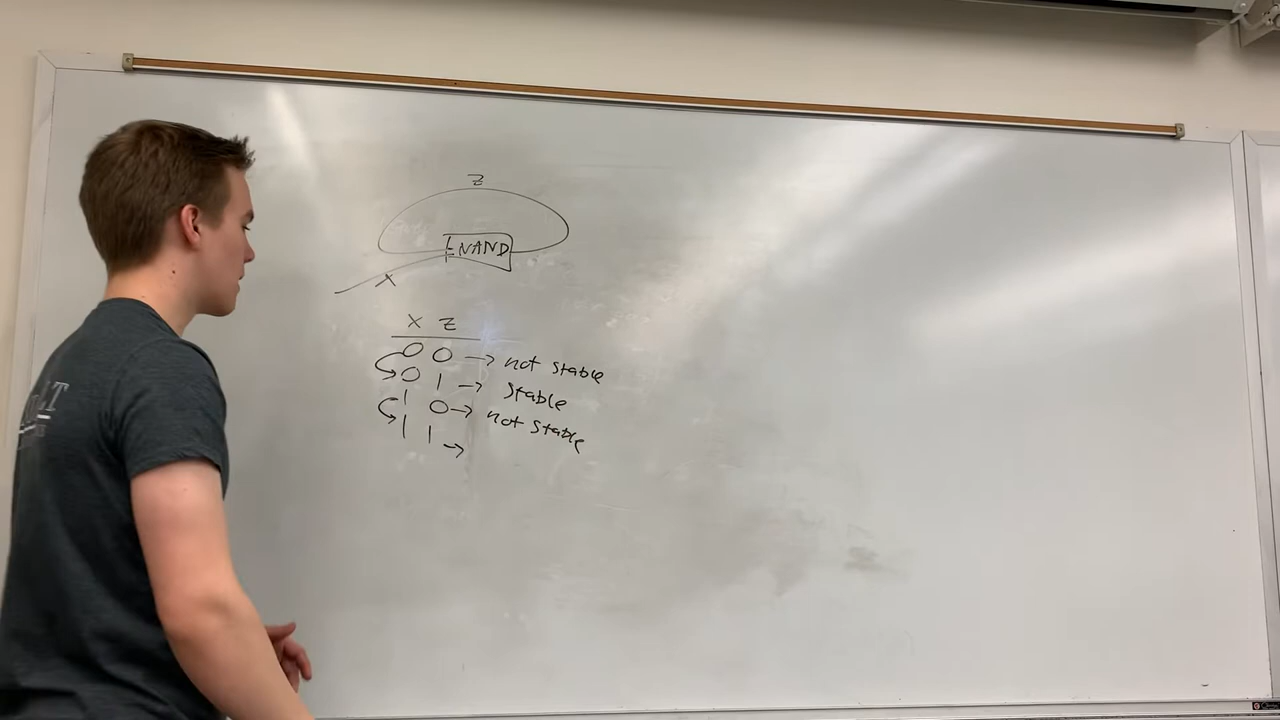 Z
NAND
X
X Z
0 0 → not stable
0 1 → stable
1 0 → not stable
1 1 →